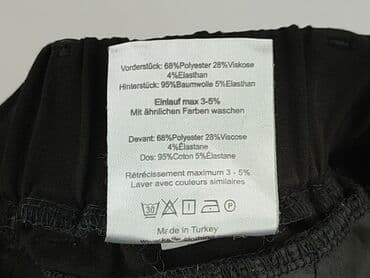 Vorderstück: 68%Polyester 28%Viskose
4%Elasthan
Hinterstück: 95%Baumwolle 5%Elasthan
Einlauf max 3-5%
Mit ähnlichen Farben waschen
Devant: 68%Polyester 28%Viscose
4%Élastane
Dos: 95%Coton 5%Élastane
Rétrécissement maximum 3 - 5%
Laver avec couleurs similaires
30
P
Made in Turkey